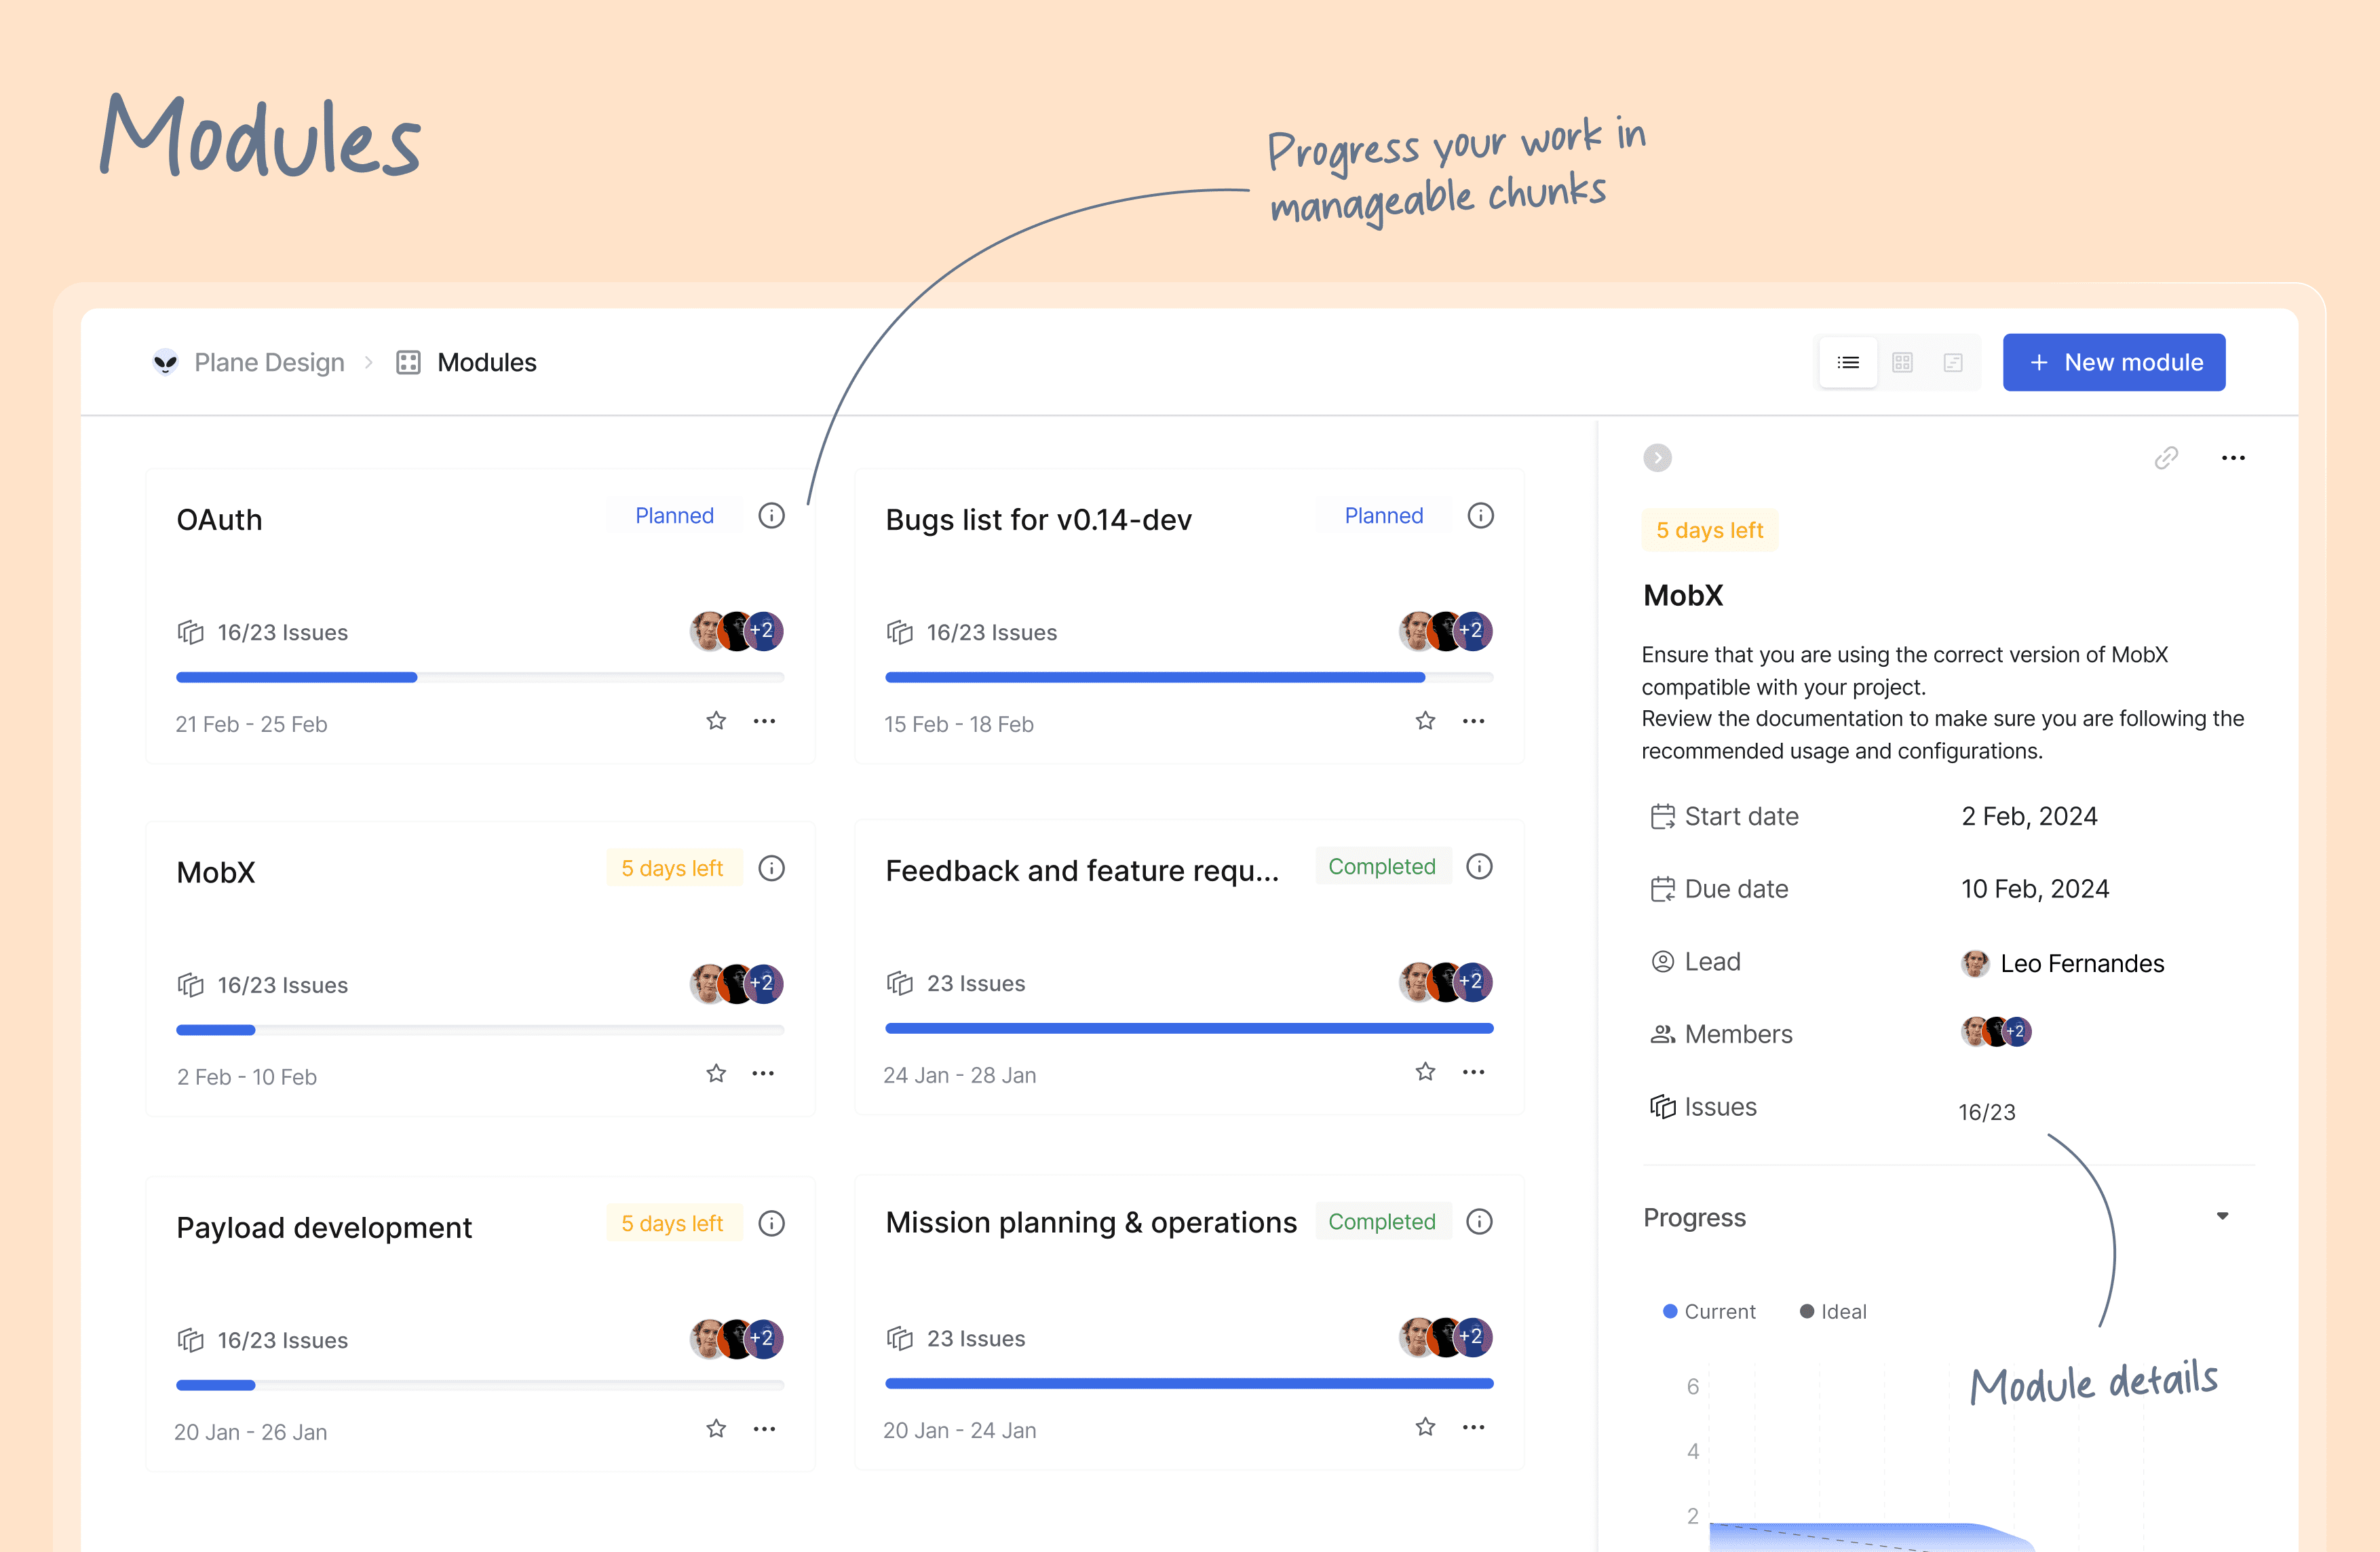 Modules
Progress your work in
manageable chunks
Plane Design
Modules
New module
OAuth
Planned
16/23 Issues
+2
21 Feb - 25 Feb
Bugs list for v0.14-dev
Planned
16/23 Issues
+2
15 Feb - 18 Feb
MobX
5 days left
16/23 Issues
+2
2 Feb - 10 Feb
Feedback and feature requ...
Completed
23 Issues
+2
24 Jan - 28 Jan
Payload development
5 days left
16/23 Issues
+2
20 Jan - 26 Jan
Mission planning & operations
Completed
23 Issues
+2
20 Jan - 24 Jan
5 days left
MobX
Ensure that you are using the correct version of MobX
compatible with your project.
Review the documentation to make sure you are following the
recommended usage and configurations.
Start date
2 Feb, 2024
Due date
10 Feb, 2024
Lead
Leo Fernandes
Members
+2
Issues
16/23
Progress
Current
Ideal
Module details
6
4
2